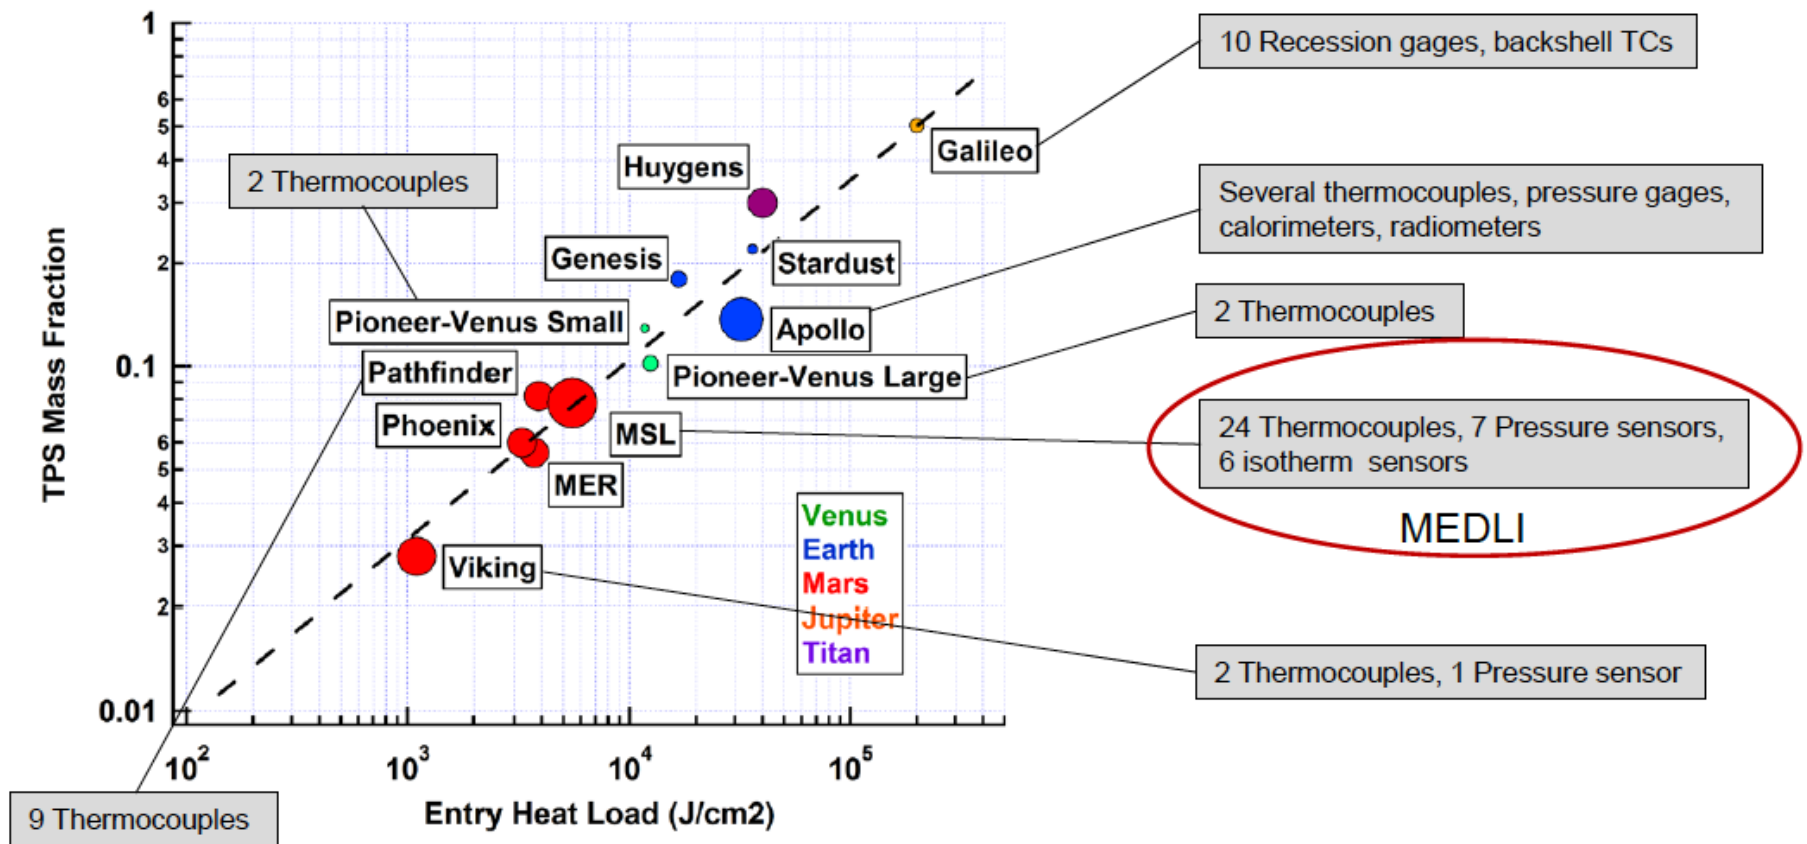 1
6
5
4
3
2
0.1
6
5
4
3
2
0.01
TPS Mass Fraction
10²
10³
10⁴
10⁵
Entry Heat Load (J/cm2)
10 Recession gages, backshell TCs
Galileo
Huygens
2 Thermocouples
Several thermocouples, pressure gages,
calorimeters, radiometers
Genesis
Stardust
Pioneer-Venus Small
Apollo
2 Thermocouples
Pathfinder
Pioneer-Venus Large
Phoenix
MSL
24 Thermocouples, 7 Pressure sensors,
6 isotherm sensors
MEDLI
MER
Venus
Earth
Mars
Jupiter
Titan
Viking
2 Thermocouples, 1 Pressure sensor
9 Thermocouples